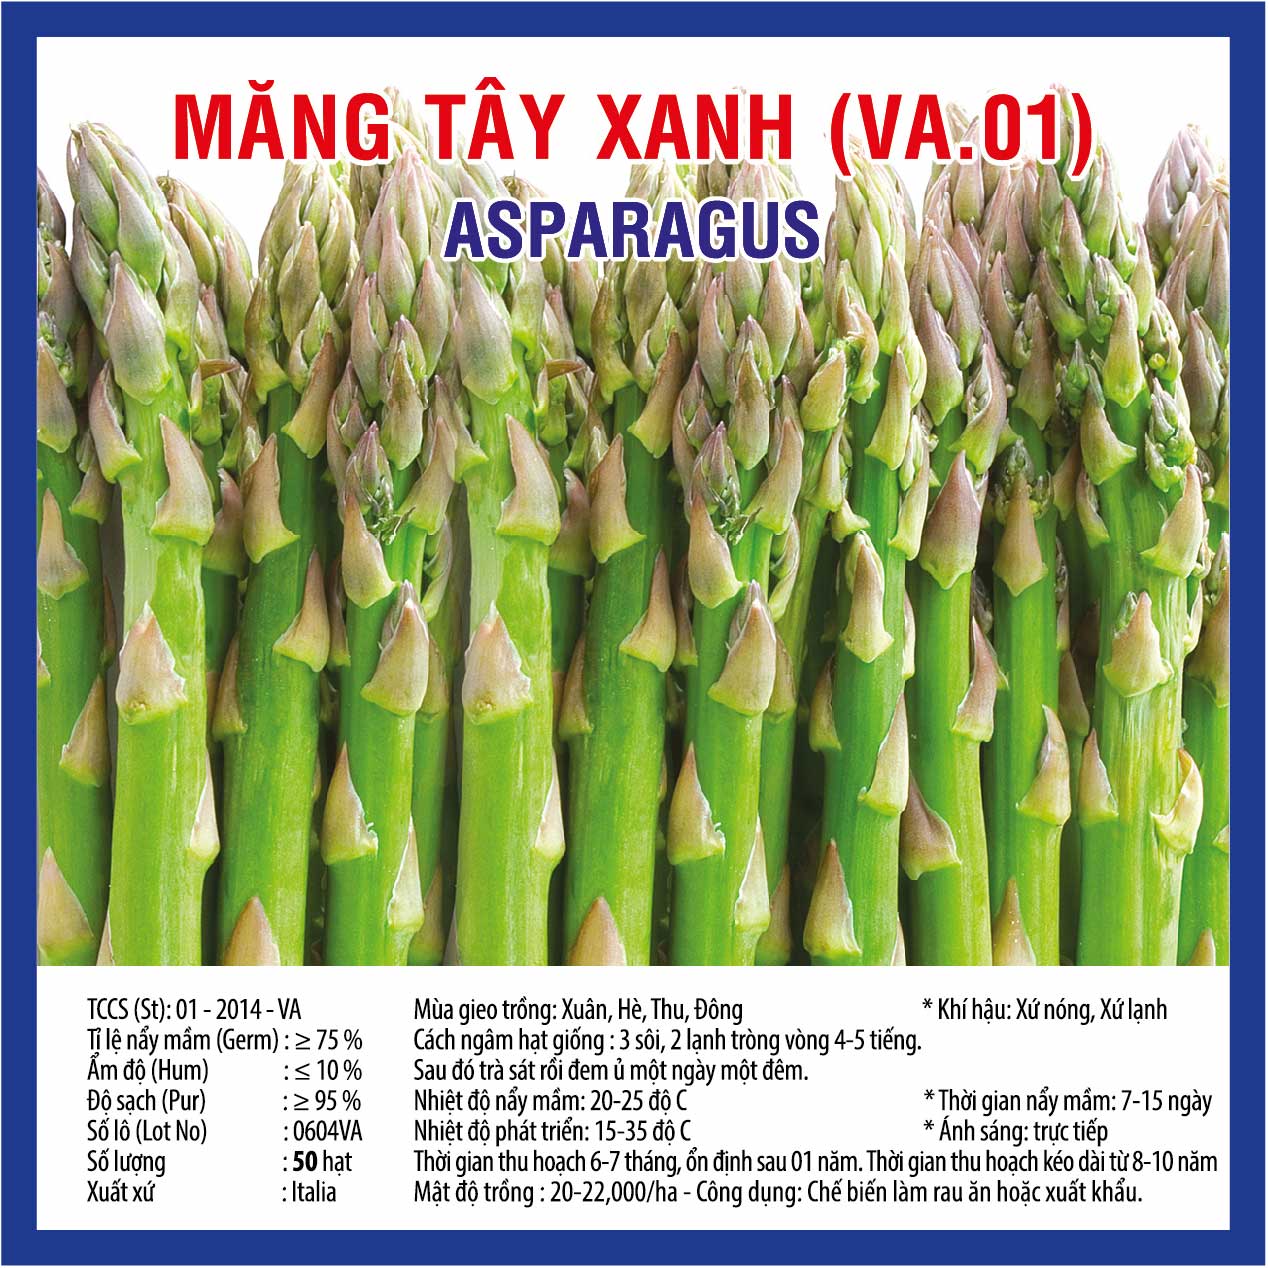 MĂNG TÂY XANH (VA.01)
ASPARAGUS
TCCS (St): 01 - 2014 - VA
Mùa gieo trồng: Xuân, Hè, Thu, Đông
* Khí hậu: Xứ nóng, Xứ lạnh
Tỉ lệ nẩy mầm (Germ) : ≥ 75 %
Cách ngâm hạt giống : 3 sôi, 2 lạnh tròng vòng 4-5 tiếng.
Ẩm độ (Hum) : ≤ 10 %
Sau đó trà sát rồi đem ủ một ngày một đêm.
Độ sạch (Pur) : ≥ 95 %
Nhiệt độ nẩy mầm: 20-25 độ C
* Thời gian nẩy mầm: 7-15 ngày
Số lô (Lot No) : 0604VA
Nhiệt độ phát triển: 15-35 độ C
* Ánh sáng: trực tiếp
Số lượng : 50 hạt
Thời gian thu hoạch 6-7 tháng, ổn định sau 01 năm. Thời gian thu hoạch kéo dài từ 8-10 năm
Xuất xứ : Italia
Mật độ trồng : 20-22,000/ha - Công dụng: Chế biến làm rau ăn hoặc xuất khẩu.